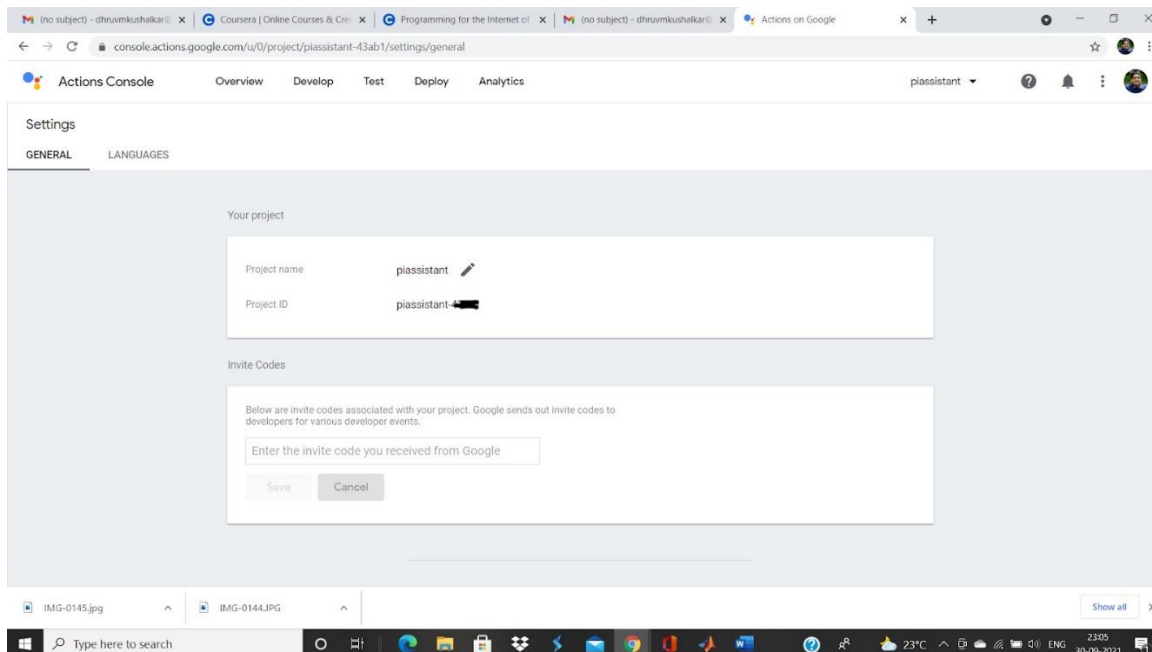 (no subject) - dhruvmkushalkar@
Coursera | Online Courses & Cre
Programming for the Internet of
(no subject) - dhruvmkushalkar@
Actions on Google
console.actions.google.com/u/0/project/piassistant-43ab1/settings/general
Actions Console Overview Develop Test Deploy Analytics piassistant
Settings
GENERAL LANGUAGES
Your project
Project name piassistant
Project ID piassistant-
Invite Codes
Below are invite codes associated with your project. Google sends out invite codes to
developers for various developer events.
Enter the invite code you received from Google
Save Cancel
IMG-0145.jpg IMG-0144.JPG Show all
Type here to search 23°C ENG 23:05
30-09-2021